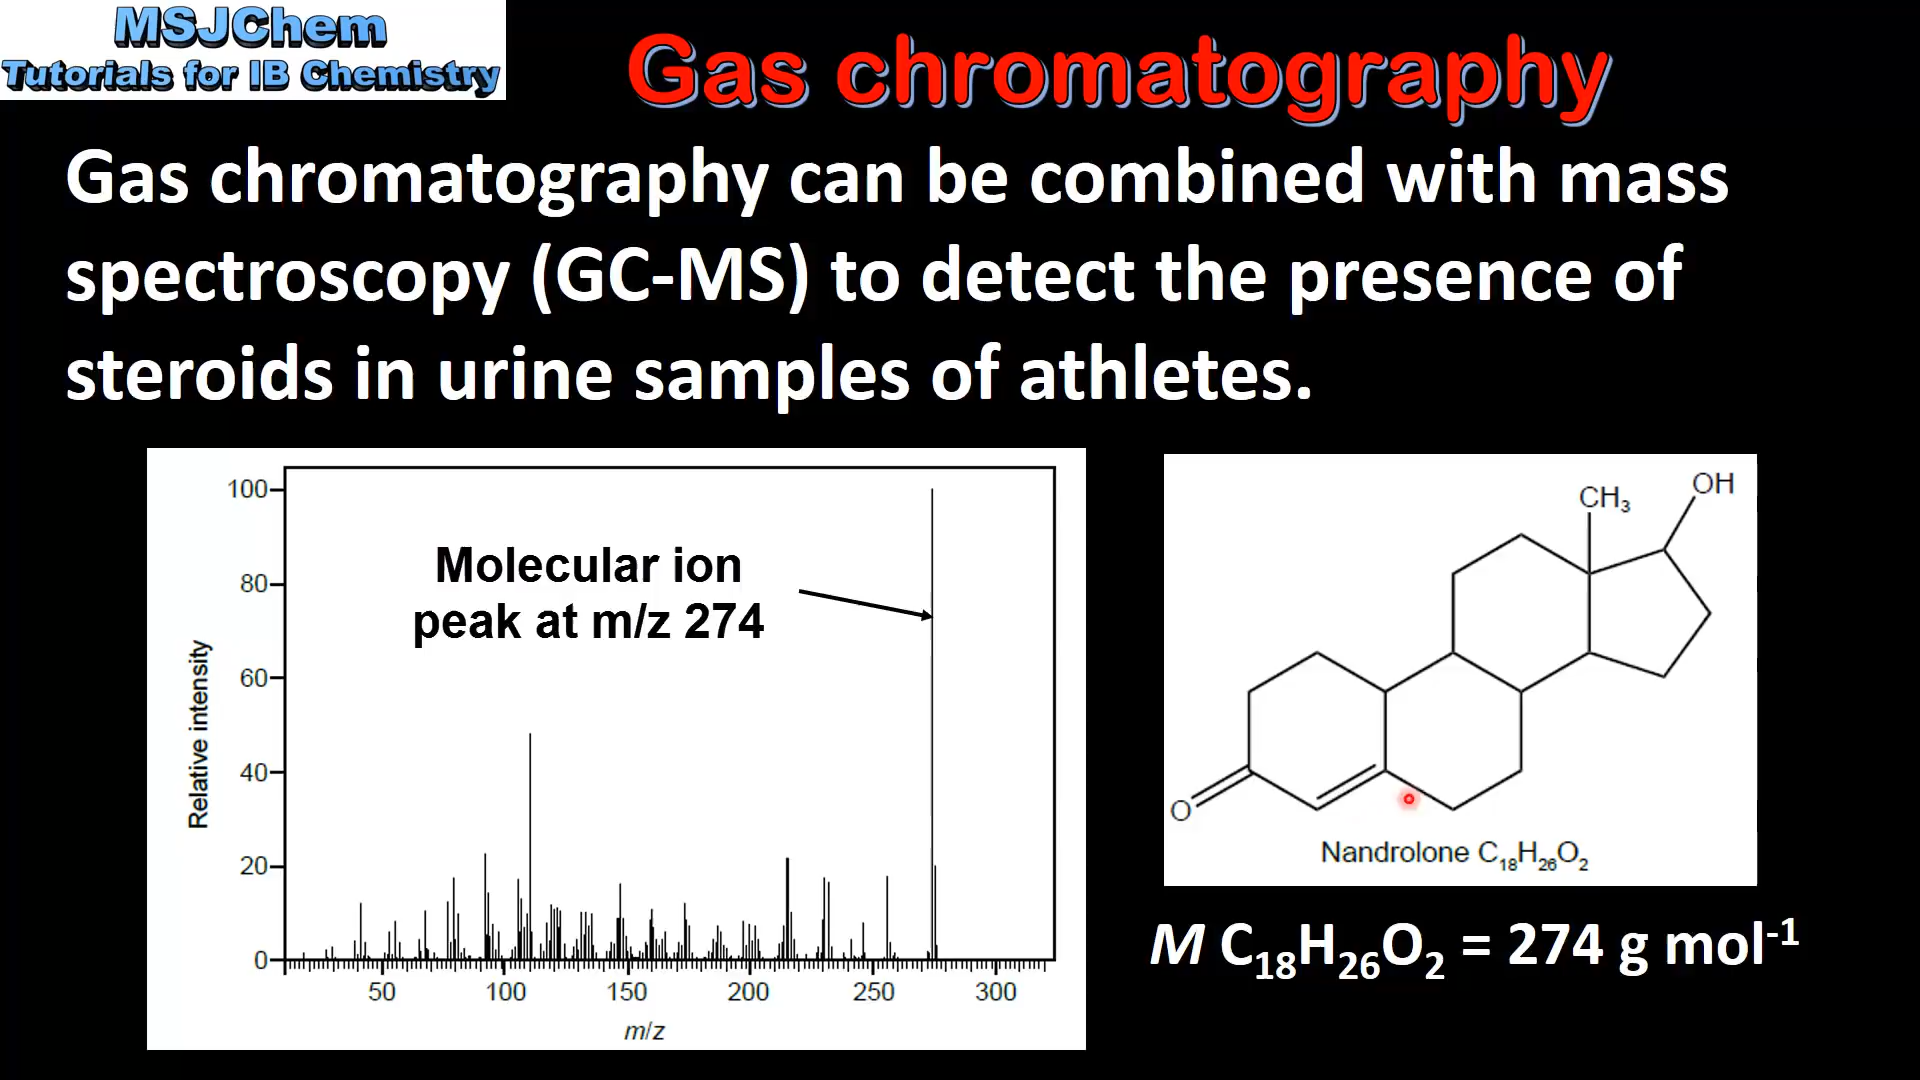 MSJChem
Tutorials for IB Chemistry
Gas chromatography
Gas chromatography can be combined with mass
spectroscopy (GC-MS) to detect the presence of
steroids in urine samples of athletes.
100
80
60
40
20
0
Relative intensity
Molecular ion
peak at m/z 274
50 100 150 200 250 300
m/z
CH₃
OH
O
Nandrolone C₁₈H₂₆O₂
M C₁₈H₂₆O₂ = 274 g mol⁻¹